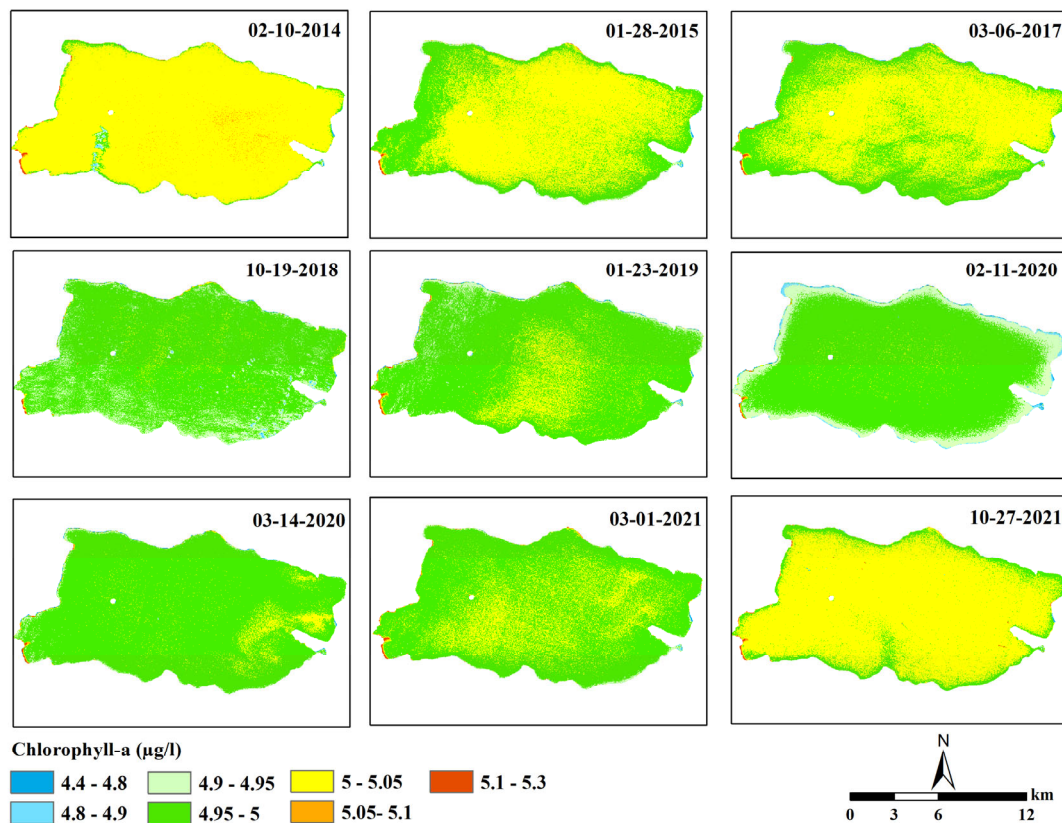 02-10-2014
01-28-2015
03-06-2017
10-19-2018
01-23-2019
02-11-2020
03-14-2020
03-01-2021
10-27-2021
Chlorophyll-a (µg/l)
4.4 - 4.8
4.9 - 4.95
5 - 5.05
5.1 - 5.3
4.8 - 4.9
4.95 - 5
5.05- 5.1
N
km
0 3 6 12